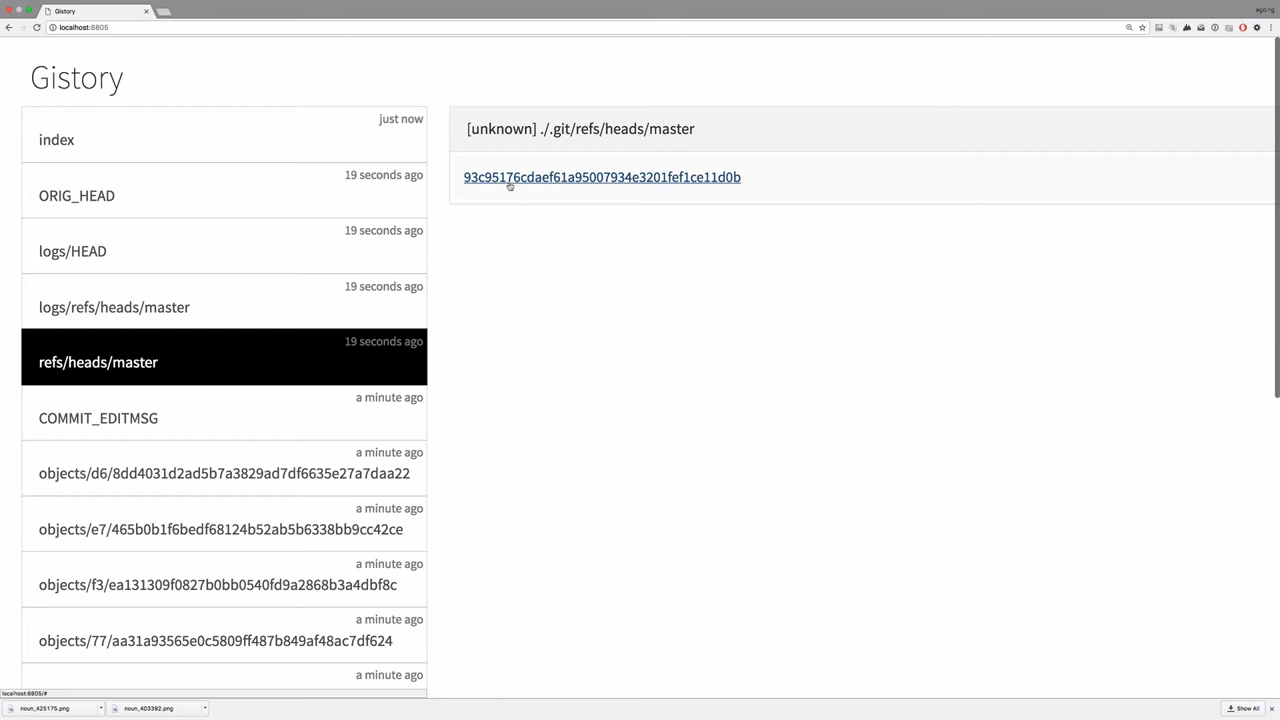 Gistory
egoing
localhost:8805
Gistory
just now
index
19 seconds ago
ORIG_HEAD
19 seconds ago
logs/HEAD
19 seconds ago
logs/refs/heads/master
19 seconds ago
refs/heads/master
a minute ago
COMMIT_EDITMSG
a minute ago
objects/d6/8dd4031d2ad5b7a3829ad7df6635e27a7daa22
a minute ago
objects/e7/465b0b1f6bedf68124b52ab5b6338bb9cc42ce
a minute ago
objects/f3/ea131309f0827b0bb0540fd9a2868b3a4dbf8c
a minute ago
objects/77/aa31a93565e0c5809ff487b849af48ac7df624
a minute ago
[unknown] ./.git/refs/heads/master
93c95176cdaef61a95007934e3201fef1ce11d0b
localhost:8805/#
noun_425175.png
noun_403392.png
Show All